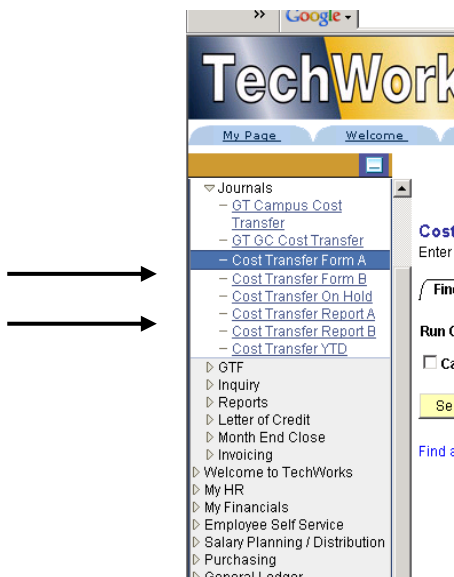 » Google
TechWork
My Page Welcome
Journals
GT Campus Cost
Transfer
GT GC Cost Transfer
Cost Transfer Form A
Cost Transfer Form B
Cost Transfer On Hold
Cost Transfer Report A
Cost Transfer Report B
Cost Transfer YTD
GTF
Inquiry
Reports
Letter of Credit
Month End Close
Invoicing
Welcome to TechWorks
My HR
My Financials
Employee Self Service
Salary Planning / Distribution
Purchasing
General Ledger
Cost
Enter
Fin
Run
Ca
Se
Find a